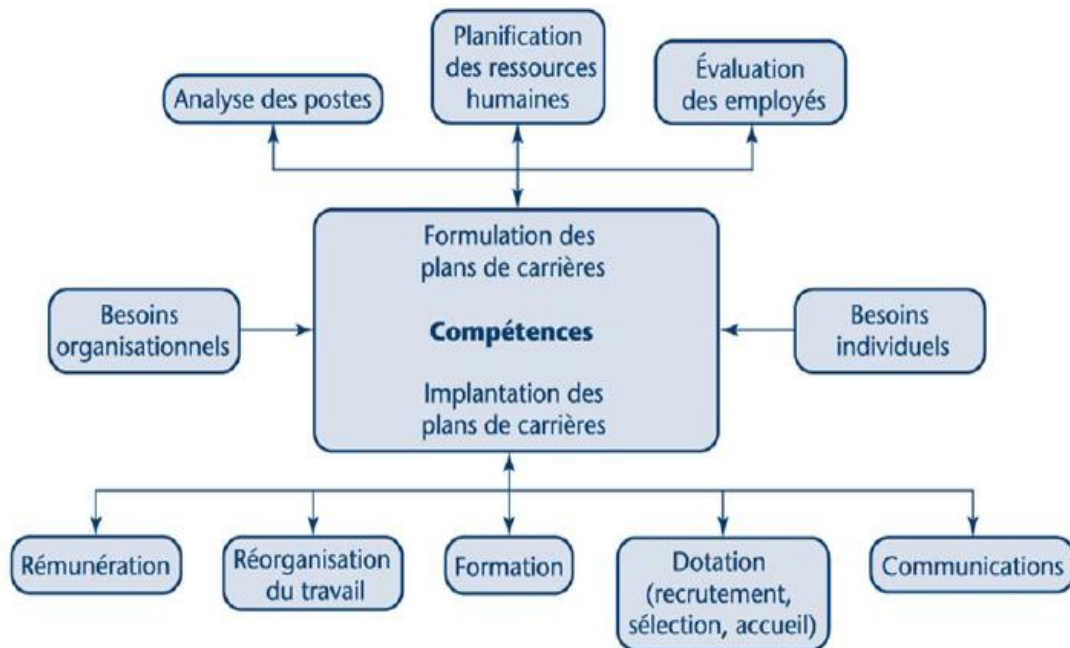 Planification
des ressources
humaines
Analyse des postes
Évaluation
des employés
Formulation des
plans de carrières
Besoins
organisationnels
Compétences
Besoins
individuels
Implantation des
plans de carrières
Rémunération
Réorganisation
du travail
Formation
Dotation
(recrutement,
sélection, accueil)
Communications